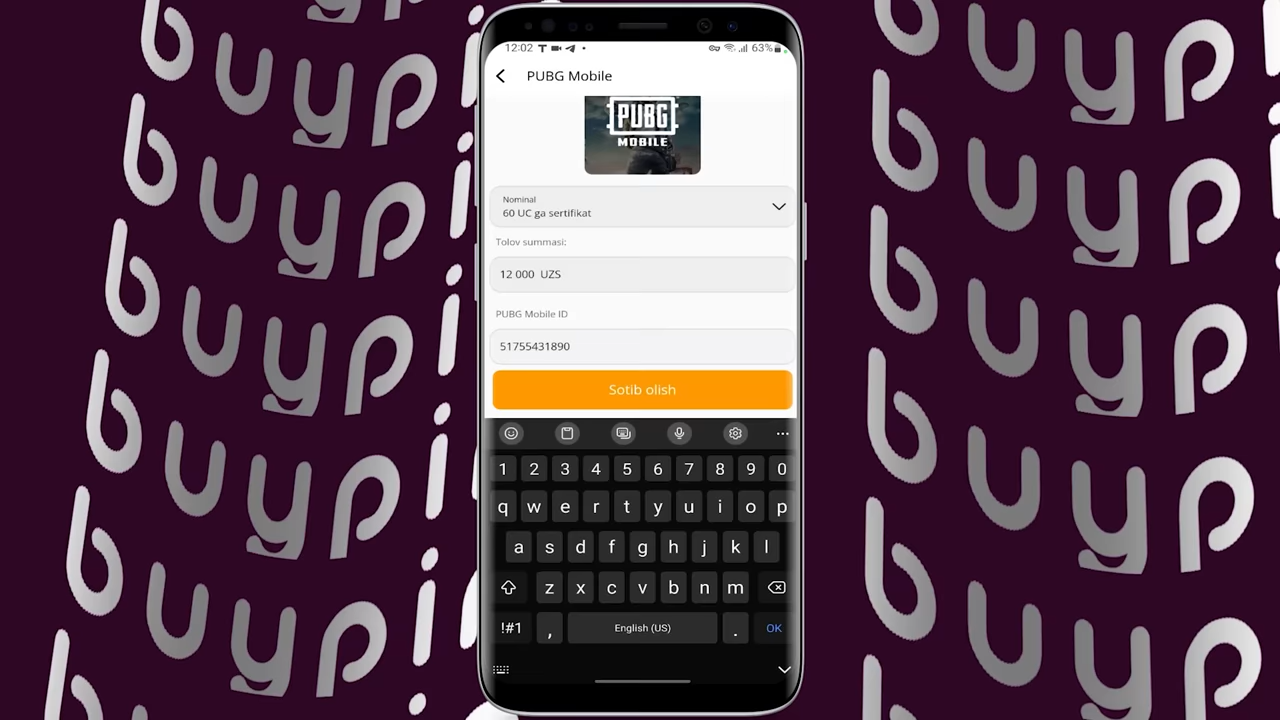 12:02
63%
PUBG Mobile
PUBG
MOBILE
Nominal
60 UC ga sertifikat
Tolov summasi:
12 000 UZS
PUBG Mobile ID
51755431890
Sotib olish
1 2 3 4 5 6 7 8 9 0
q w e r t y u i o p
a s d f g h j k l
z x c v b n m
!#1 , English (US) . OK